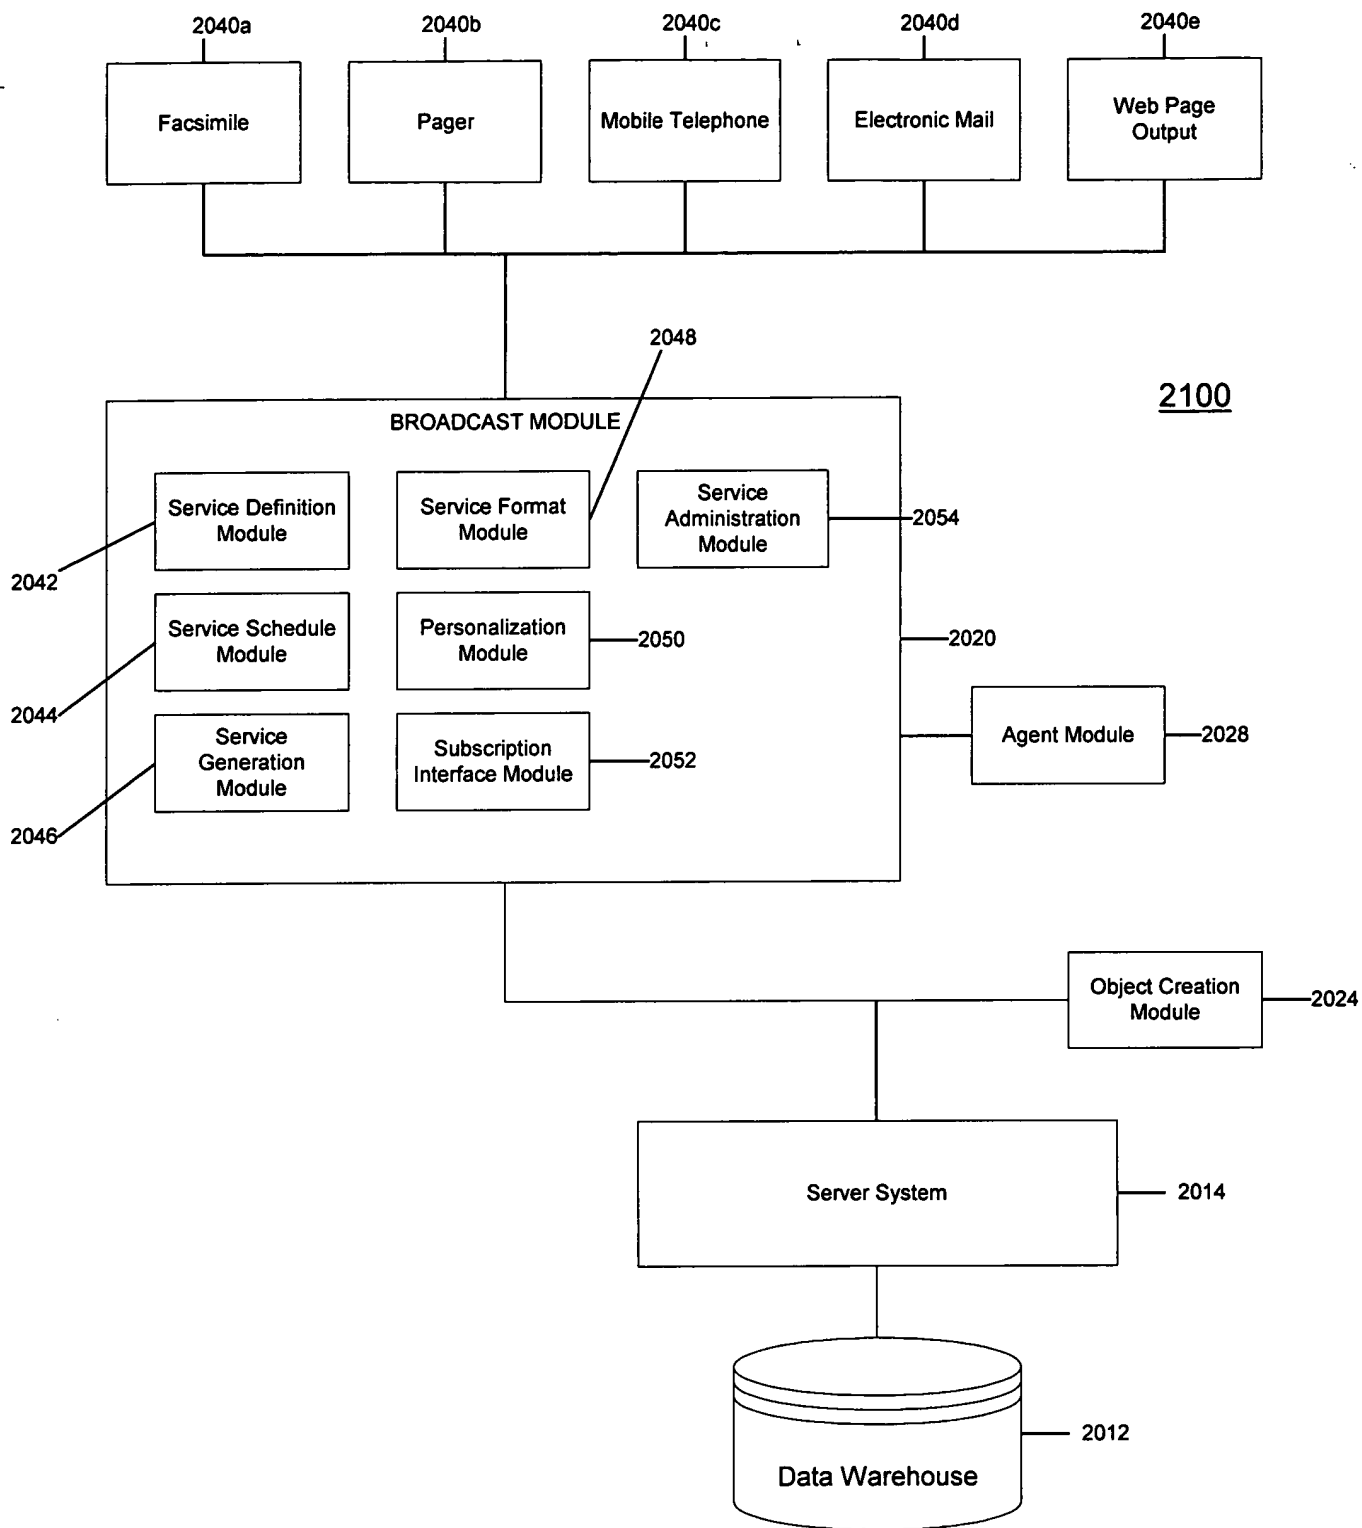 2040a
2040b
2040c
2040d
2040e
Facsimile
Pager
Mobile Telephone
Electronic Mail
Web Page
Output
2048
2100
BROADCAST MODULE
Service Definition
Module
Service Format
Module
Service
Administration
Module
2054
2042
Service Schedule
Module
Personalization
Module
2050
2020
2044
Service
Generation
Module
Subscription
Interface Module
2052
Agent Module
2028
2046
Object Creation
Module
2024
Server System
2014
2012
Data Warehouse